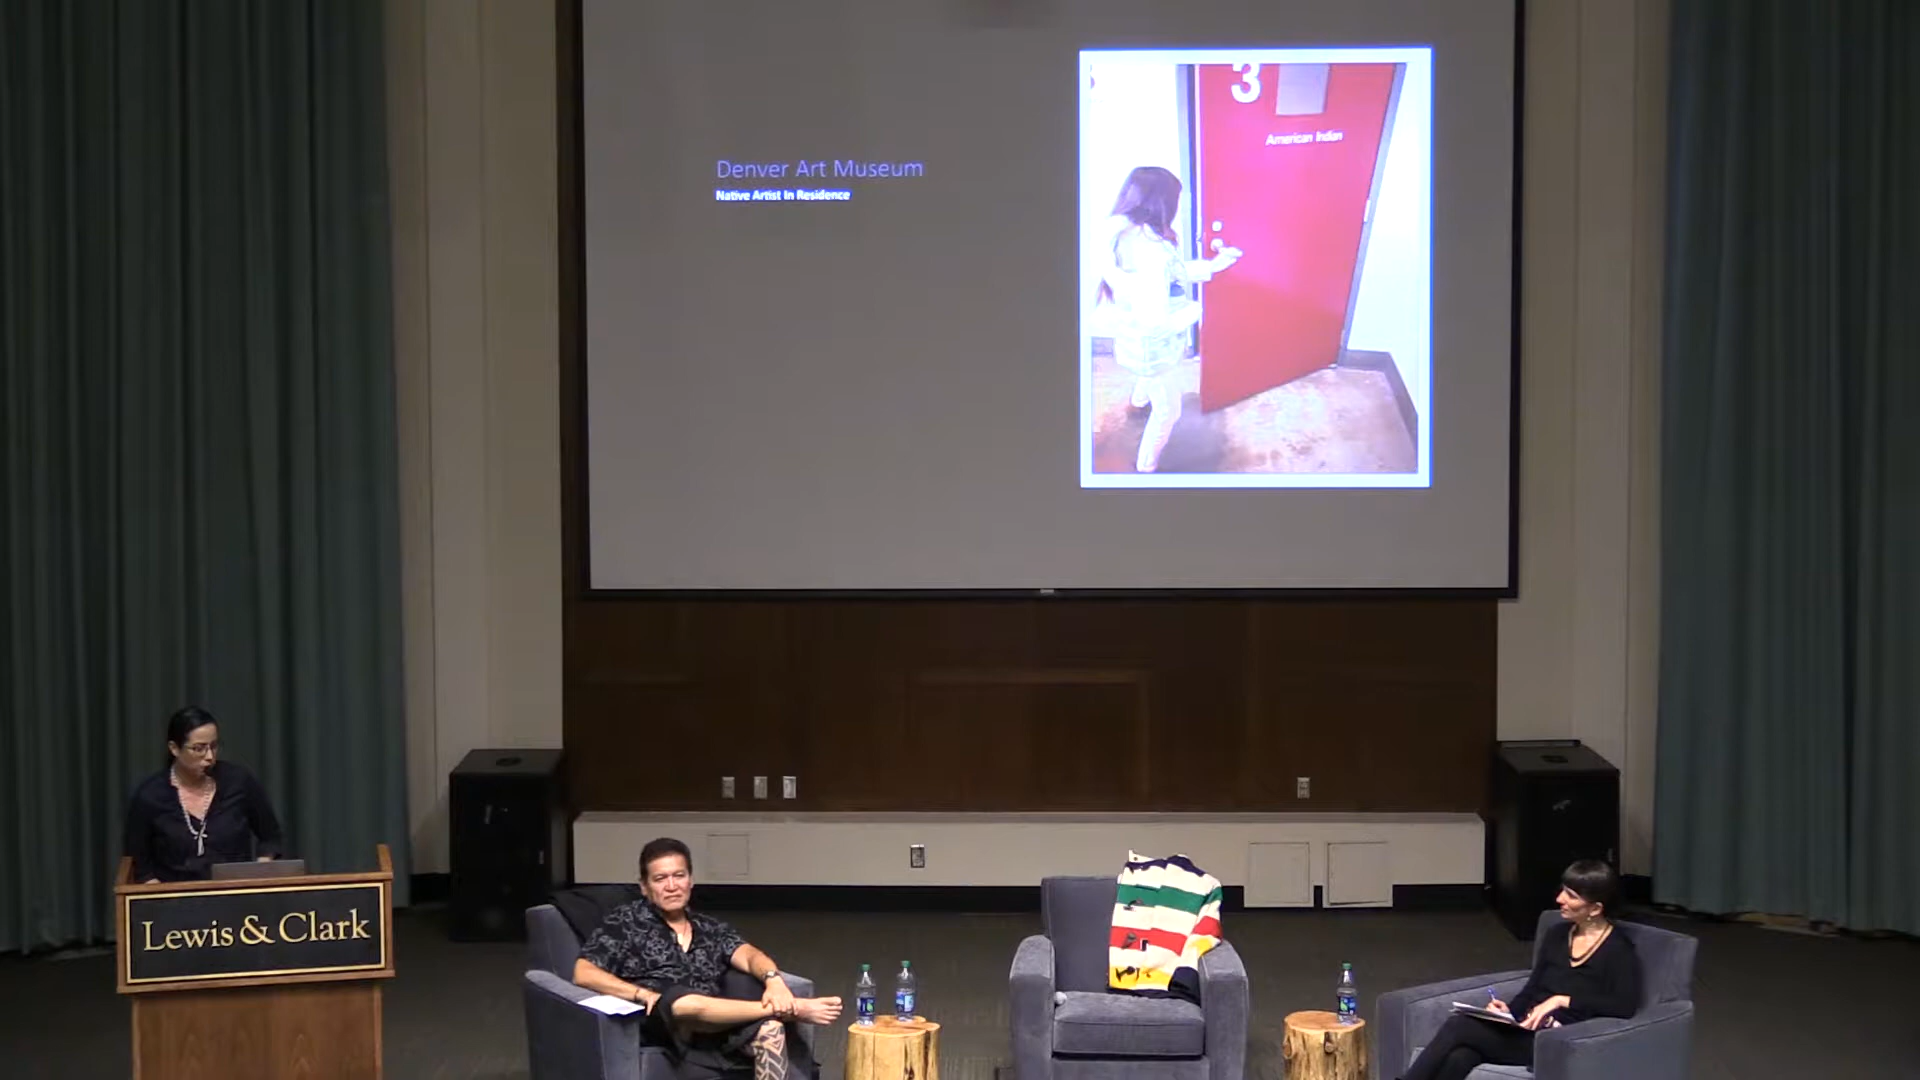 Denver Art Museum
Native Artist In Residence
3
American Indian
Lewis & Clark